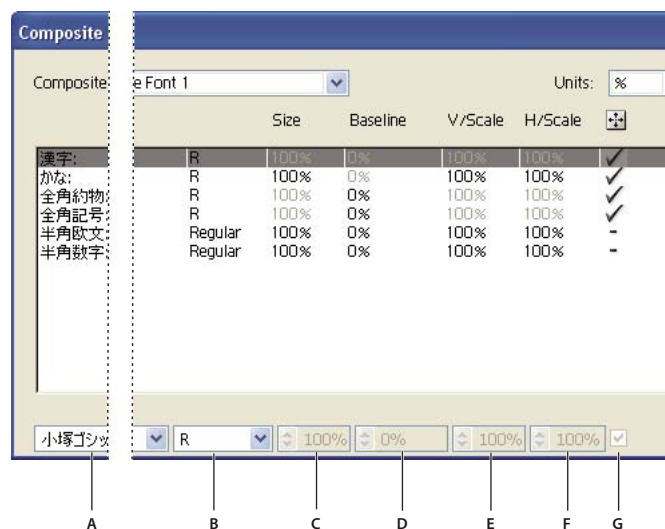 Composite
Composite e Font 1 Units: %
Size Baseline V/Scale H/Scale
漢字: R 100% 0% 100% 100%
かな: R 100% 0% 100% 100%
全角約物: R 100% 0% 100% 100%
全角記号: R 100% 0% 100% 100%
半角欧文: Regular 100% 0% 100% 100% -
半角数字: Regular 100% 0% 100% 100% -
小塚ゴシッ R 100% 0% 100% 100%
A B C D E F G